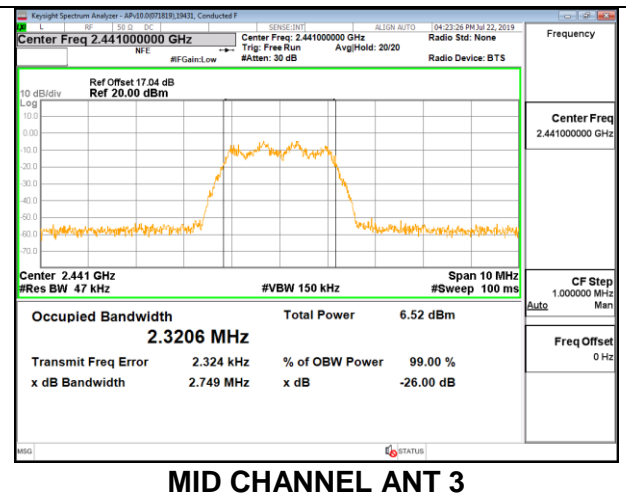 Keysight Spectrum Analyzer - APv10.0(071819),19431, Conducted F
L RF 50 Ω DC SENSE:INT ALIGN AUTO 04:23:26 PM Jul 22, 2019
Center Freq 2.441000000 GHz Center Freq: 2.441000000 GHz Radio Std: None
NFE Trig: Free Run Avg|Hold: 20/20
#IFGain:Low #Atten: 30 dB Radio Device: BTS
Frequency
Ref Offset 17.04 dB
10 dB/div Ref 20.00 dBm
Log
10.0
0.00
-10.0
-20.0
-30.0
-40.0
-50.0
-60.0
-70.0
Center 2.441 GHz Span 10 MHz
#Res BW 47 kHz #VBW 150 kHz #Sweep 100 ms
Occupied Bandwidth Total Power 6.52 dBm
2.3206 MHz
Transmit Freq Error 2.324 kHz % of OBW Power 99.00 %
x dB Bandwidth 2.749 MHz x dB -26.00 dB
Center Freq
2.441000000 GHz
CF Step
1.000000 MHz
Auto Man
Freq Offset
0 Hz
MSG STATUS
MID CHANNEL ANT 3